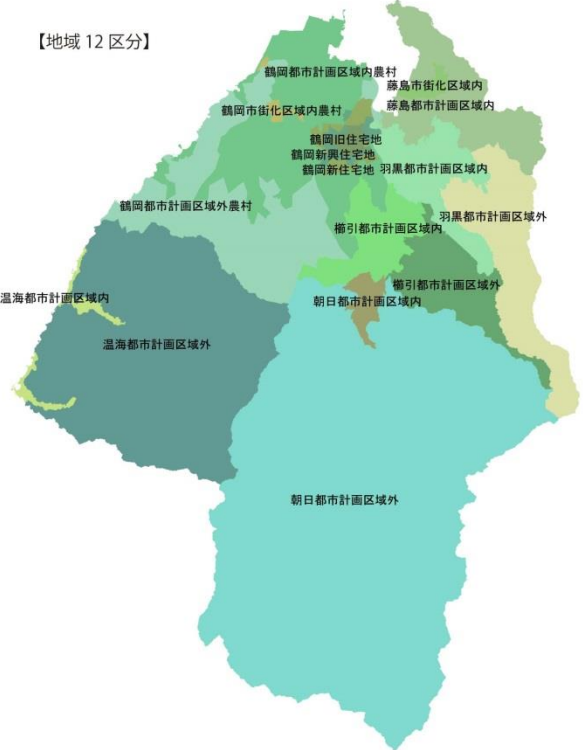 【地域 12 区分】
鶴岡都市計画区域内農村
藤島市街化区域内
藤島都市計画区域内
鶴岡市街化区域内農村
鶴岡旧住宅地
鶴岡新興住宅地
鶴岡新住宅地
羽黒都市計画区域内
鶴岡都市計画区域外農村
羽黒都市計画区域外
櫛引都市計画区域内
櫛引都市計画区域外
温海都市計画区域内
朝日都市計画区域内
温海都市計画区域外
朝日都市計画区域外